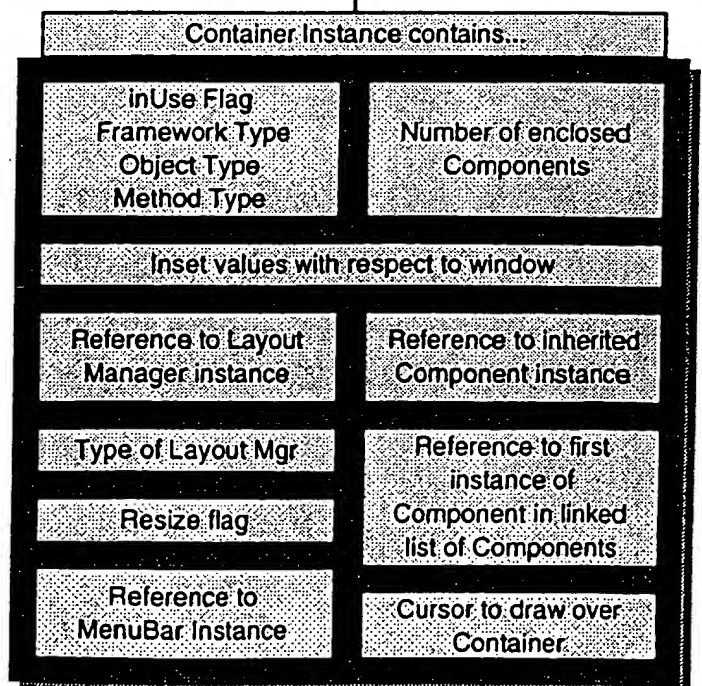 Container Instance contains...
inUse Flag
Framework Type
Object Type
Method Type
Number of enclosed
Components
Inset values with respect to window
Reference to Layout
Manager instance
Reference to inherited
Component instance
Type of Layout Mgr
Reference to first
instance of
Component in linked
list of Components
Resize flag
Reference to
MenuBar Instance
Cursor to draw over
Container